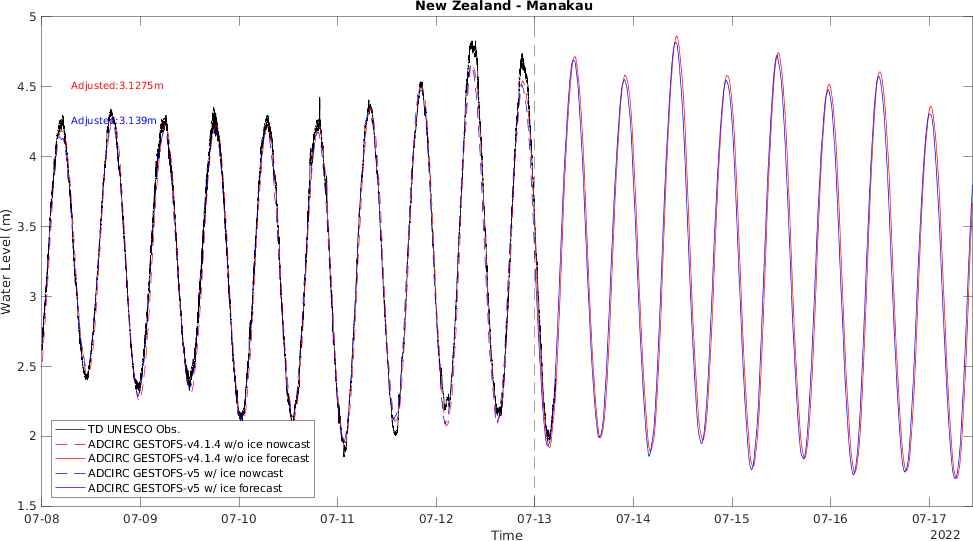 New Zealand - Manakau
5
4.5
4
3.5
3
2.5
2
1.5
Water Level (m)
Adjusted:3.1275m
Adjusted:3.139m
TD UNESCO Obs.
ADCIRC GESTOFS-v4.1.4 w/o ice nowcast
ADCIRC GESTOFS-v4.1.4 w/o ice forecast
ADCIRC GESTOFS-v5 w/ ice nowcast
ADCIRC GESTOFS-v5 w/ ice forecast
07-08 07-09 07-10 07-11 07-12 07-13 07-14 07-15 07-16 07-17
Time
2022